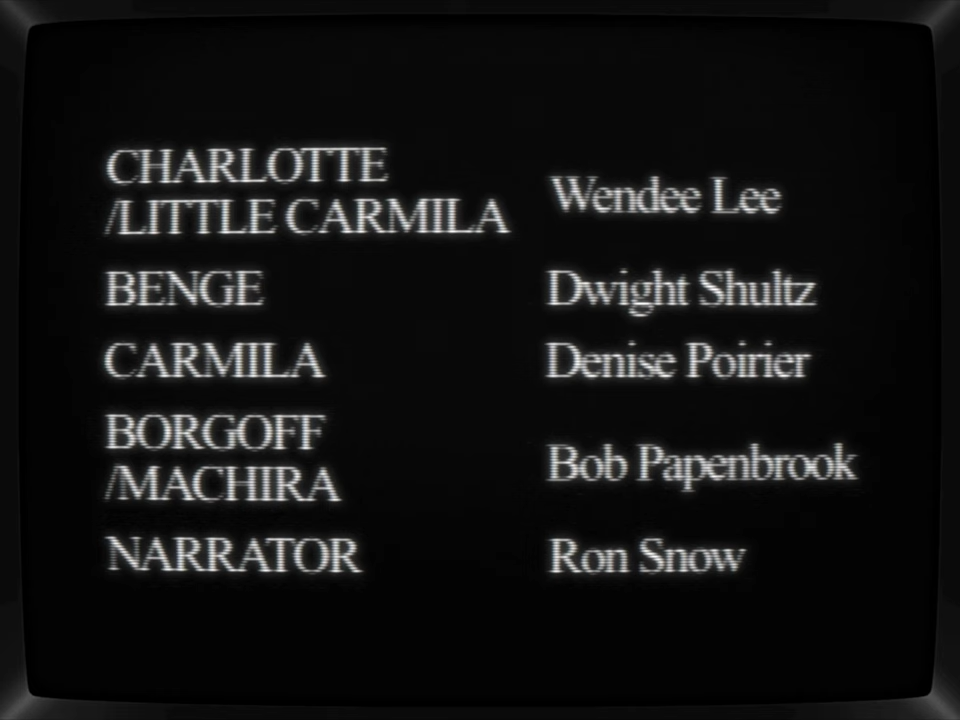 CHARLOTTE
/LITTLE CARMILA Wendee Lee
BENGE Dwight Shultz
CARMILA Denise Poirier
BORGOFF
/MACHIRA Bob Papenbrook
NARRATOR Ron Snow